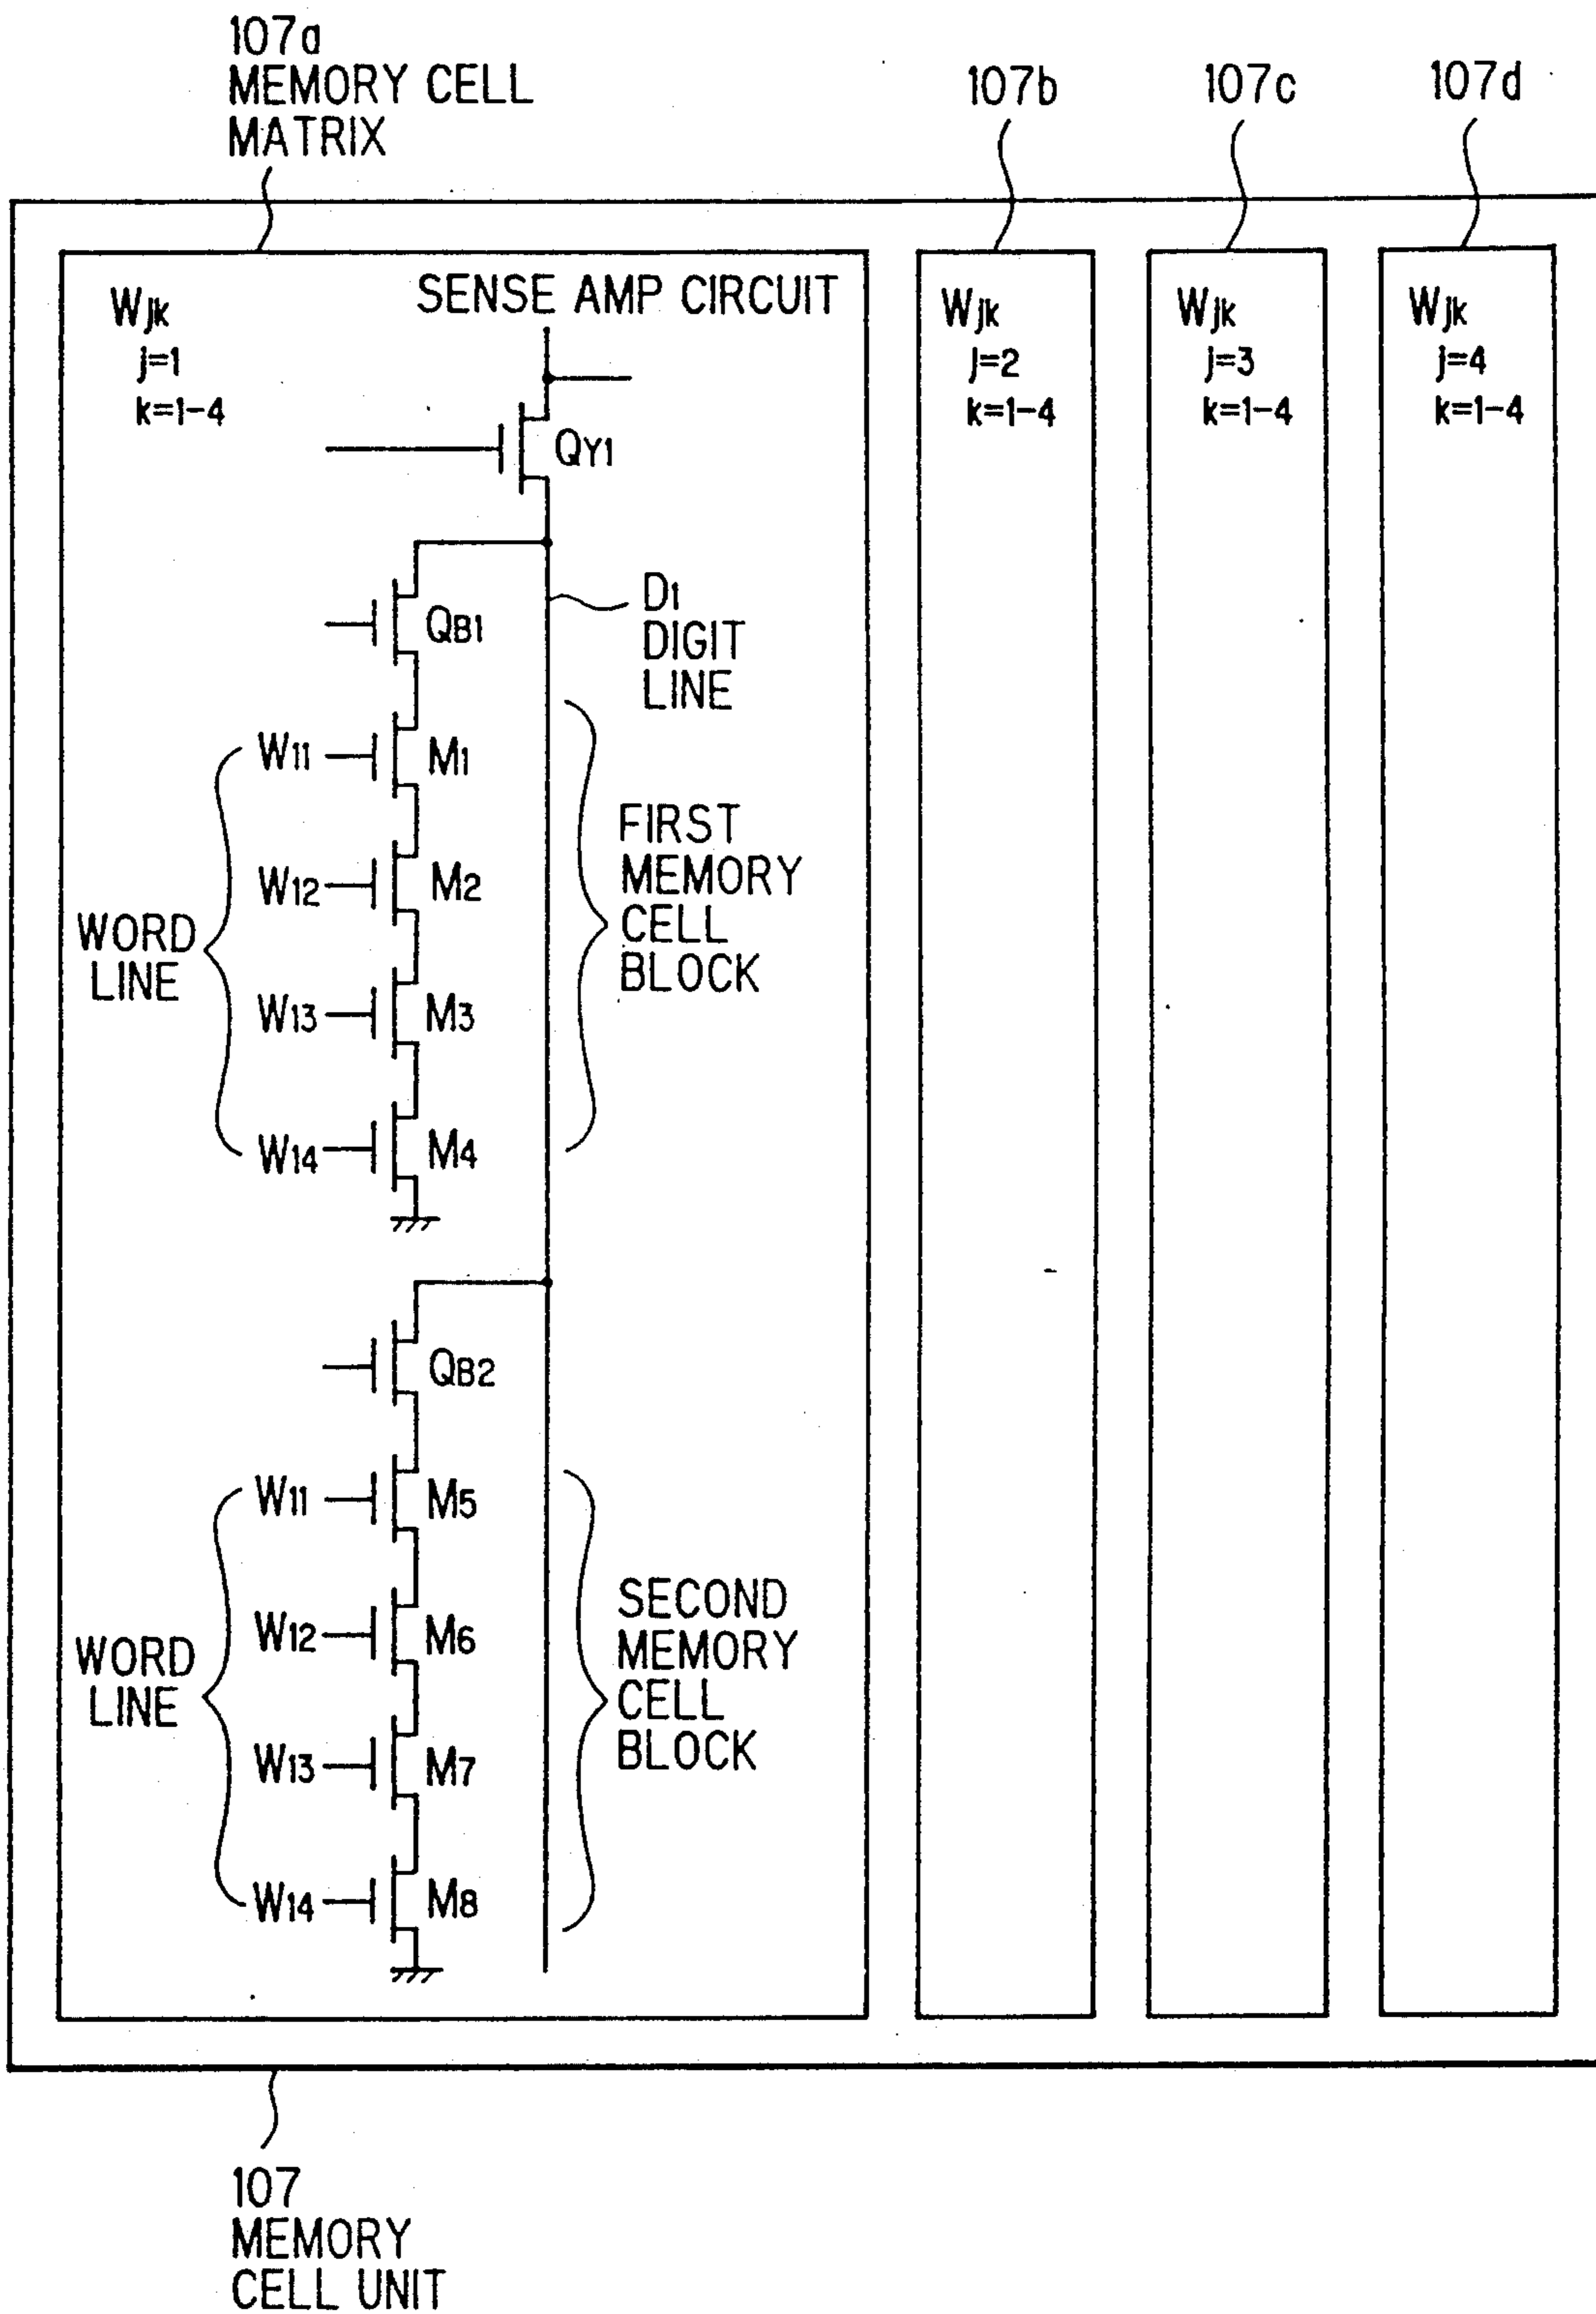 107a
MEMORY CELL
MATRIX
107b
107c
107d
Wjk
j=1
k=1-4
SENSE AMP CIRCUIT
QY1
Wjk
j=2
k=1-4
Wjk
j=3
k=1-4
Wjk
j=4
k=1-4
QB1
D1
DIGIT
LINE
W11
M1
W12
M2
W13
M3
W14
M4
WORD
LINE
FIRST
MEMORY
CELL
BLOCK
QB2
W11
M5
W12
M6
W13
M7
W14
M8
WORD
LINE
SECOND
MEMORY
CELL
BLOCK
107
MEMORY
CELL UNIT